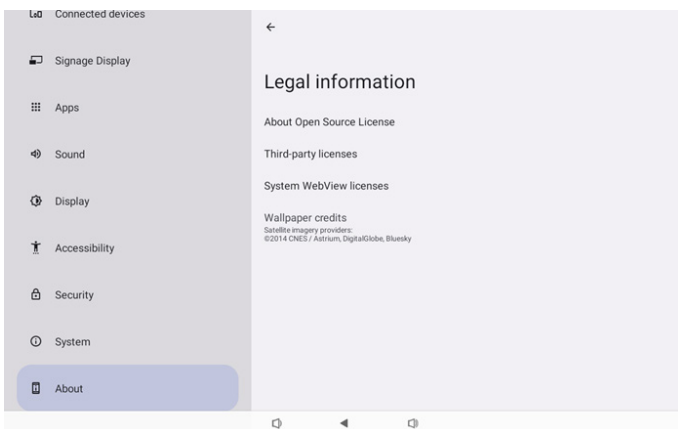 Connected devices
Signage Display
Apps
Sound
Display
Accessibility
Security
System
About
Legal information
About Open Source License
Third-party licenses
System WebView licenses
Wallpaper credits
Satellite imagery providers:
©2014 CNES / Astrium, DigitalGlobe, Bluesky